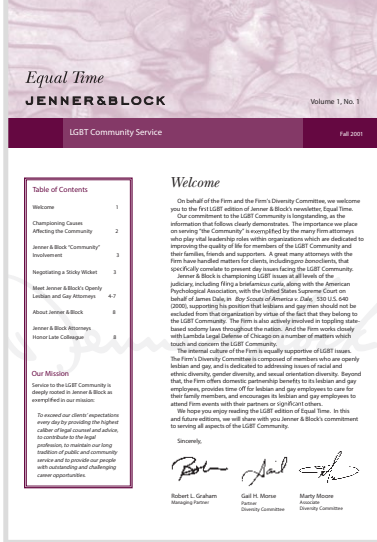 Equal Time
JENNER&BLOCK
Volume 1, No. 1
LGBT Community Service
Fall 2001
Table of Contents
Welcome 1
Championing Causes
Affecting the Community 2
Jenner & Block "Community"
Involvement 3
Negotiating a Sticky Wicket 3
Meet Jenner & Block's Openly
Lesbian and Gay Attorneys 4-7
About Jenner & Block 8
Jenner & Block Attorneys
Honor Late Colleague 8
Our Mission
Service to the LGBT Community is
deeply rooted in Jenner & Block as
exemplified in our mission:
To exceed our clients' expectations
every day by providing the highest
caliber of legal counsel and advice,
to contribute to the legal
profession, to maintain our long
tradition of public and community
service and to provide our people
with outstanding and challenging
career opportunities.
Welcome
On behalf of the Firm and the Firm's Diversity Committee, we welcome
you to the first LGBT edition of Jenner & Block's newsletter, Equal Time.
Our commitment to the LGBT Community is longstanding, as the
information that follows clearly demonstrates. The importance we place
on serving "the Community" is exemplified by the many firm attorneys
who play vital leadership roles within organizations which are dedicated to
improving the quality of life for members of the LGBT Community and
their families, friends and supporters. A great many attorneys with the
Firm have handled matters for clients, including pro bono clients, that
specifically correlate to present day issues facing the LGBT Community.
Jenner & Block is championing LGBT issues at all levels of the
judiciary, including filing a brief amicus curiae, along with the American
Psychological Association, with the United States Supreme Court on
behalf of James Dale, in Boy Scouts of America v. Dale, 530 U.S. 640
(2000), supporting his position that lesbians and gay men should not be
excluded from that organization by virtue of the fact that they belong to
the LGBT Community. The Firm is also actively involved in toppling state-
based sodomy laws throughout the nation. And the Firm works closely
with Lambda Legal Defense of Chicago on a number of matters which
touch and concern the LGBT Community.
The internal culture of the Firm is equally supportive of LGBT issues.
The Firm's Diversity Committee is composed of members who are openly
lesbian and gay, and is dedicated to addressing issues of racial and
ethnic diversity, gender diversity, and sexual orientation diversity. Beyond
that, the Firm offers domestic partnership benefits to its lesbian and gay
employees, provides time off for lesbian and gay employees to care for
their family members, and encourages its lesbian and gay employees to
attend Firm events with their partners or significant others.
We hope you enjoy reading the LGBT edition of Equal Time. In this
and future editions, we will share with you Jenner & Block's commitment
to serving all aspects of the LGBT Community.
Sincerely,
Bob
Gail
Robert L. Graham
Managing Partner
Gail H. Morse
Partner
Diversity Committee
Marty Moore
Associate
Diversity Committee